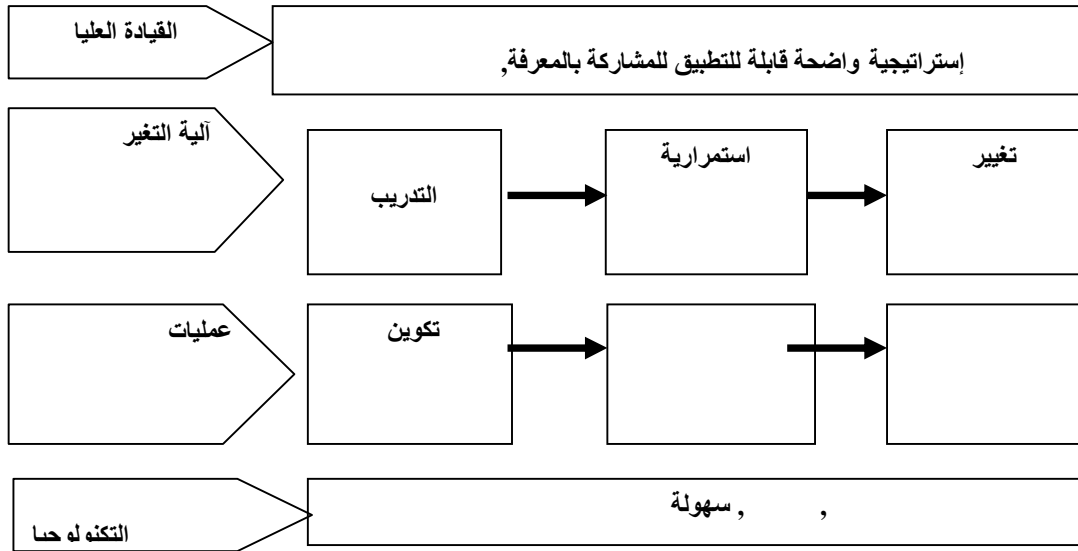 القيادة العليا
إستراتيجية واضحة قابلة للتطبيق للمشاركة بالمعرفة,
آلية التغير
التدريب
استمرارية
تغيير
عمليات
تكوين
التكنولوجيا
, , سهولة